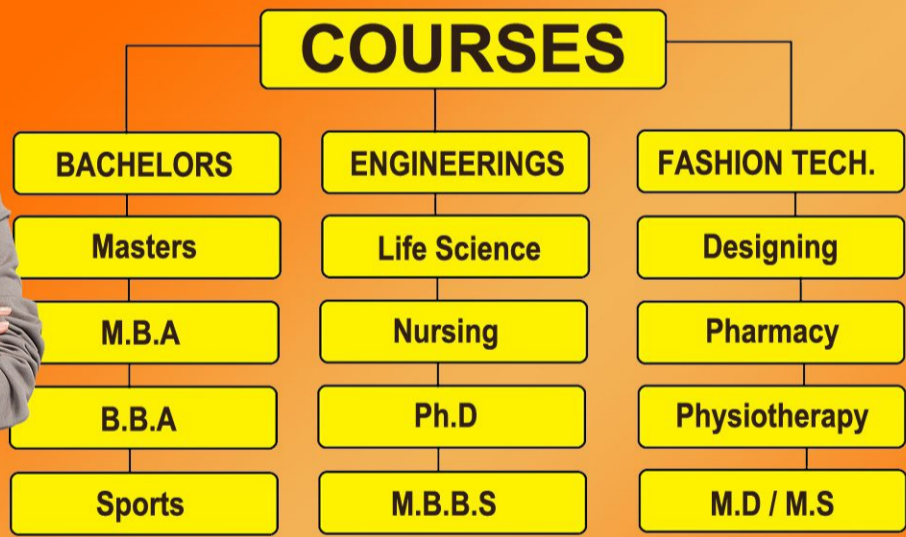 COURSES
BACHELORS
Masters
M.B.A
B.B.A
Sports
ENGINEERINGS
Life Science
Nursing
Ph.D
M.B.B.S
FASHION TECH.
Designing
Pharmacy
Physiotherapy
M.D / M.S